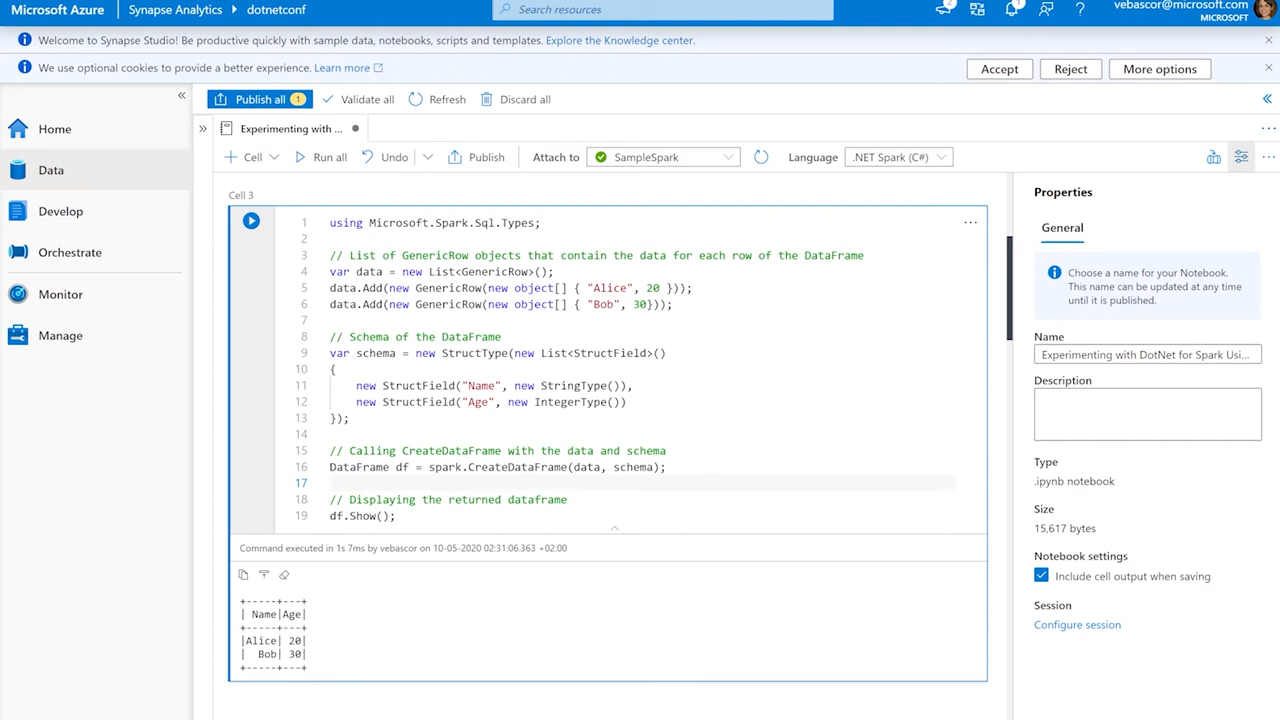 Microsoft Azure
Synapse Analytics
dotnetconf
Search resources
2
1
vebascor@microsoft.com
MICROSOFT
Welcome to Synapse Studio! Be productive quickly with sample data, notebooks, scripts and templates. Explore the Knowledge center.
We use optional cookies to provide a better experience. Learn more
Accept
Reject
More options
Home
Data
Develop
Orchestrate
Monitor
Manage
Publish all 1
Validate all
Refresh
Discard all
Experimenting with ...
Cell
Run all
Undo
Publish
Attach to
SampleSpark
Language
.NET Spark (C#)
Cell 3
1 using Microsoft.Spark.Sql.Types;
2
3 // List of GenericRow objects that contain the data for each row of the DataFrame
4 var data = new List<GenericRow>();
5 data.Add(new GenericRow(new object[] { "Alice", 20 }));
6 data.Add(new GenericRow(new object[] { "Bob", 30}));
7
8 // Schema of the DataFrame
9 var schema = new StructType(new List<StructField>()
10 {
11 new StructField("Name", new StringType()),
12 new StructField("Age", new IntegerType())
13 });
14
15 // Calling CreateDataFrame with the data and schema
16 DataFrame df = spark.CreateDataFrame(data, schema);
17
18 // Displaying the returned dataframe
19 df.Show();
Command executed in 1s 7ms by vebascor on 10-05-2020 02:31:06.363 +02:00
+-----+---+
| Name|Age|
+-----+---+
|Alice| 20|
|  Bob| 30|
+-----+---+
Properties
General
Choose a name for your Notebook.
This name can be updated at any time
until it is published.
Name
Experimenting with DotNet for Spark Usi...
Description
Type
.ipynb notebook
Size
15,617 bytes
Notebook settings
Include cell output when saving
Session
Configure session